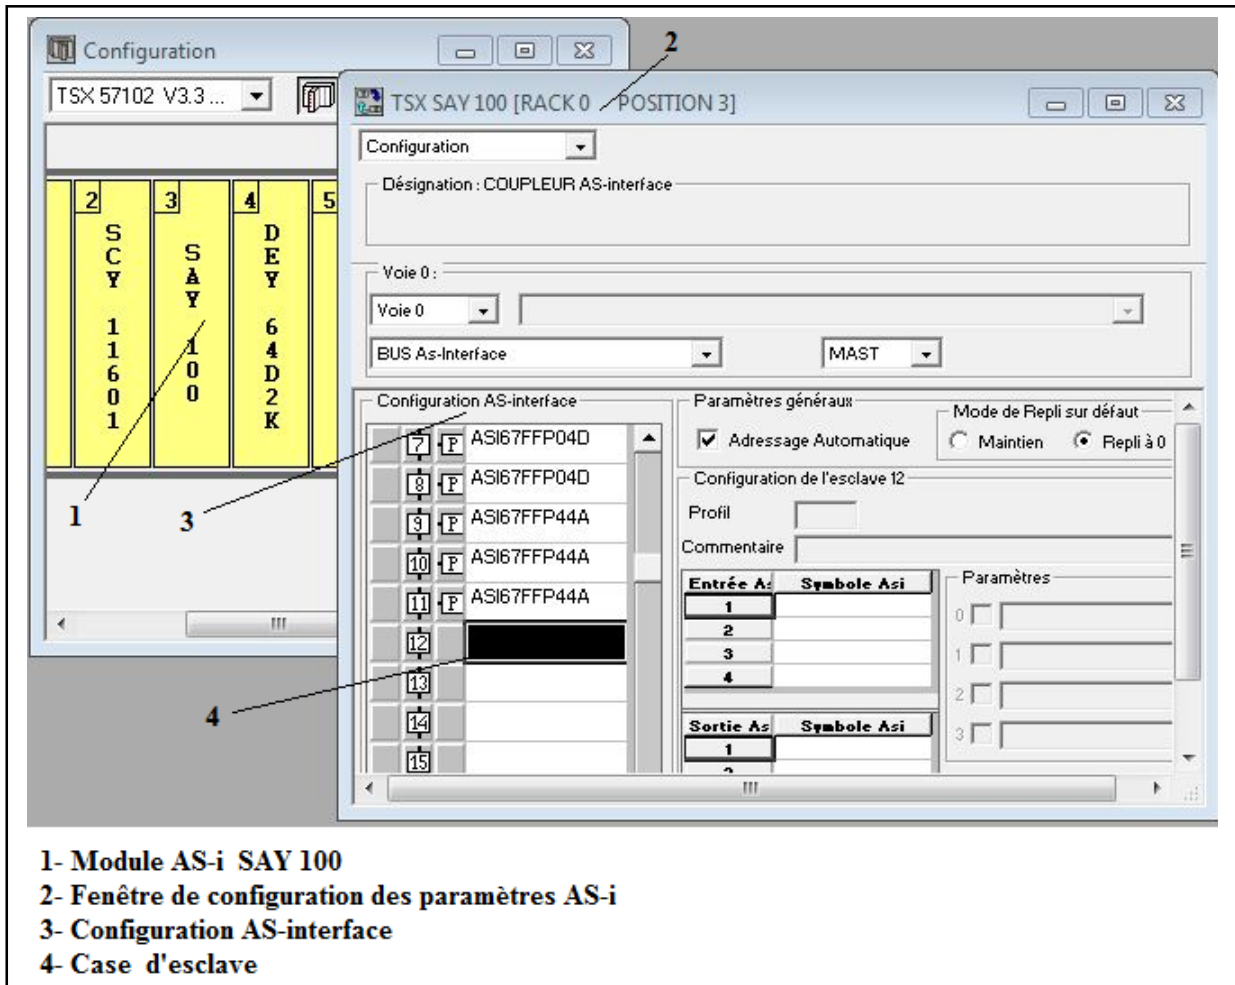 Configuration
2
TSX 57102 V3.3 ...
TSX SAY 100 [RACK 0 POSITION 3]
Configuration
Désignation : COUPLEUR AS-interface
2
SCY 11601
3
SAY 100
4
DEY 64D2K
5
Voie 0 :
Voie 0
BUS As-Interface
MAST
Configuration AS-interface
7 P ASI67FFP04D
8 P ASI67FFP04D
9 P ASI67FFP44A
10 P ASI67FFP44A
11 P ASI67FFP44A
12
13
14
15
Paramètres généraux
Adressage Automatique
Mode de Repli sur défaut
Maintien
Repli à 0
Configuration de l'esclave 12
Profil
Commentaire
Entrée As Symbole Asi
1
2
3
4
Sortie As Symbole Asi
1
Paramètres
0
1
2
3
1
3
4
1- Module AS-i SAY 100
2- Fenêtre de configuration des paramètres AS-i
3- Configuration AS-interface
4- Case d'esclave